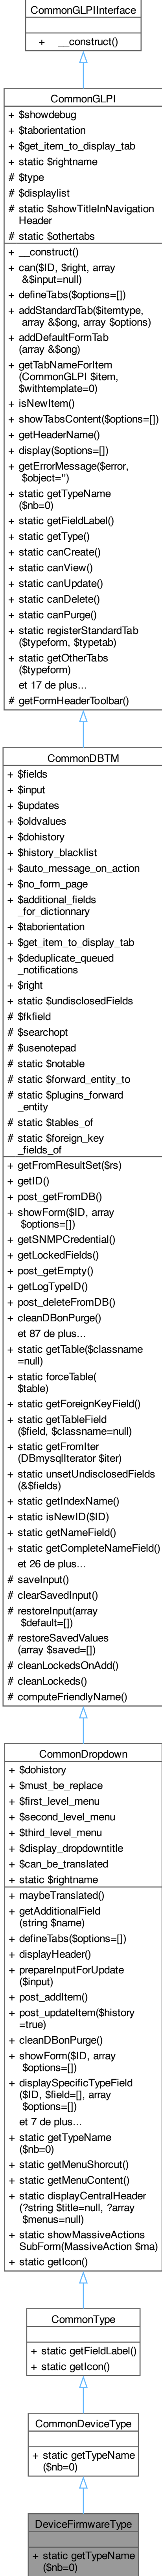 CommonGLPIInterface
+ __construct()
CommonGLPI
+ $showdebug
+ $taborientation
+ $get_item_to_display_tab
+ static $rightname
# $type
# $displaylist
# static $showTitleInNavigation
Header
# static $othertabs
+ __construct()
+ can($ID, $right, array
&$input=null)
+ defineTabs($options=[])
+ addStandardTab($itemtype,
array &$ong, array $options)
+ addDefaultFormTab
(array &$ong)
+ getTabNameForItem
(CommonGLPI $item,
$withtemplate=0)
+ isNewItem()
+ showTabsContent($options=[])
+ getHeaderName()
+ display($options=[])
+ getErrorMessage($error,
$object='')
+ static getTypeName
($nb=0)
+ static getFieldLabel()
+ static getType()
+ static canCreate()
+ static canView()
+ static canUpdate()
+ static canDelete()
+ static canPurge()
+ static registerStandardTab
($typeform, $typetab)
+ static getOtherTabs
($typeform)
et 17 de plus...
# getFormHeaderToolbar()
CommonDBTM
+ $fields
+ $input
+ $updates
+ $oldvalues
+ $dohistory
+ $history_blacklist
+ $auto_message_on_action
+ $no_form_page
+ $additional_fields
_for_dictionnary
+ $taborientation
+ $get_item_to_display_tab
+ $deduplicate_queued
_notifications
+ $right
+ static $undisclosedFields
# $fkfield
# $searchopt
# $usenotepad
# static $notable
# static $forward_entity_to
# static $plugins_forward
_entity
# static $tables_of
# static $foreign_key
_fields_of
+ getFromResultSet($rs)
+ getID()
+ post_getFromDB()
+ showForm($ID, array
$options=[])
+ getSNMPCredential()
+ getLockedFields()
+ post_getEmpty()
+ getLogTypeID()
+ post_deleteFromDB()
+ cleanDBonPurge()
et 87 de plus...
+ static getTable($classname
=null)
+ static forceTable(
$table)
+ static getForeignKeyField()
+ static getTableField
($field, $classname=null)
+ static getFromIter
(DBmysqlIterator $iter)
+ static unsetUndisclosedFields
(&$fields)
+ static getIndexName()
+ static isNewID($ID)
+ static getNameField()
+ static getCompleteNameField()
et 26 de plus...
# saveInput()
# clearSavedInput()
# restoreInput(array
$default=[])
# restoreSavedValues
(array $saved=[])
# cleanLockedsOnAdd()
# cleanLockeds()
# computeFriendlyName()
CommonDropdown
+ $dohistory
+ $must_be_replace
+ $first_level_menu
+ $second_level_menu
+ $third_level_menu
+ $display_dropdowntitle
+ $can_be_translated
+ static $rightname
+ maybeTranslated()
+ getAdditionalField
(string $name)
+ defineTabs($options=[])
+ displayHeader()
+ prepareInputForUpdate
($input)
+ post_addItem()
+ post_updateItem($history
=true)
+ cleanDBonPurge()
+ showForm($ID, array
$options=[])
+ displaySpecificTypeField
($ID, $field=[], array
$options=[])
et 7 de plus...
+ static getTypeName
($nb=0)
+ static getMenuShorcut()
+ static getMenuContent()
+ static displayCentralHeader
(?string $title=null, ?array
$menus=null)
+ static showMassiveActions
SubForm(MassiveAction $ma)
+ static getIcon()
CommonType
+ static getFieldLabel()
+ static getIcon()
CommonDeviceType
+ static getTypeName
($nb=0)
DeviceFirmwareType
+ static getTypeName
($nb=0)